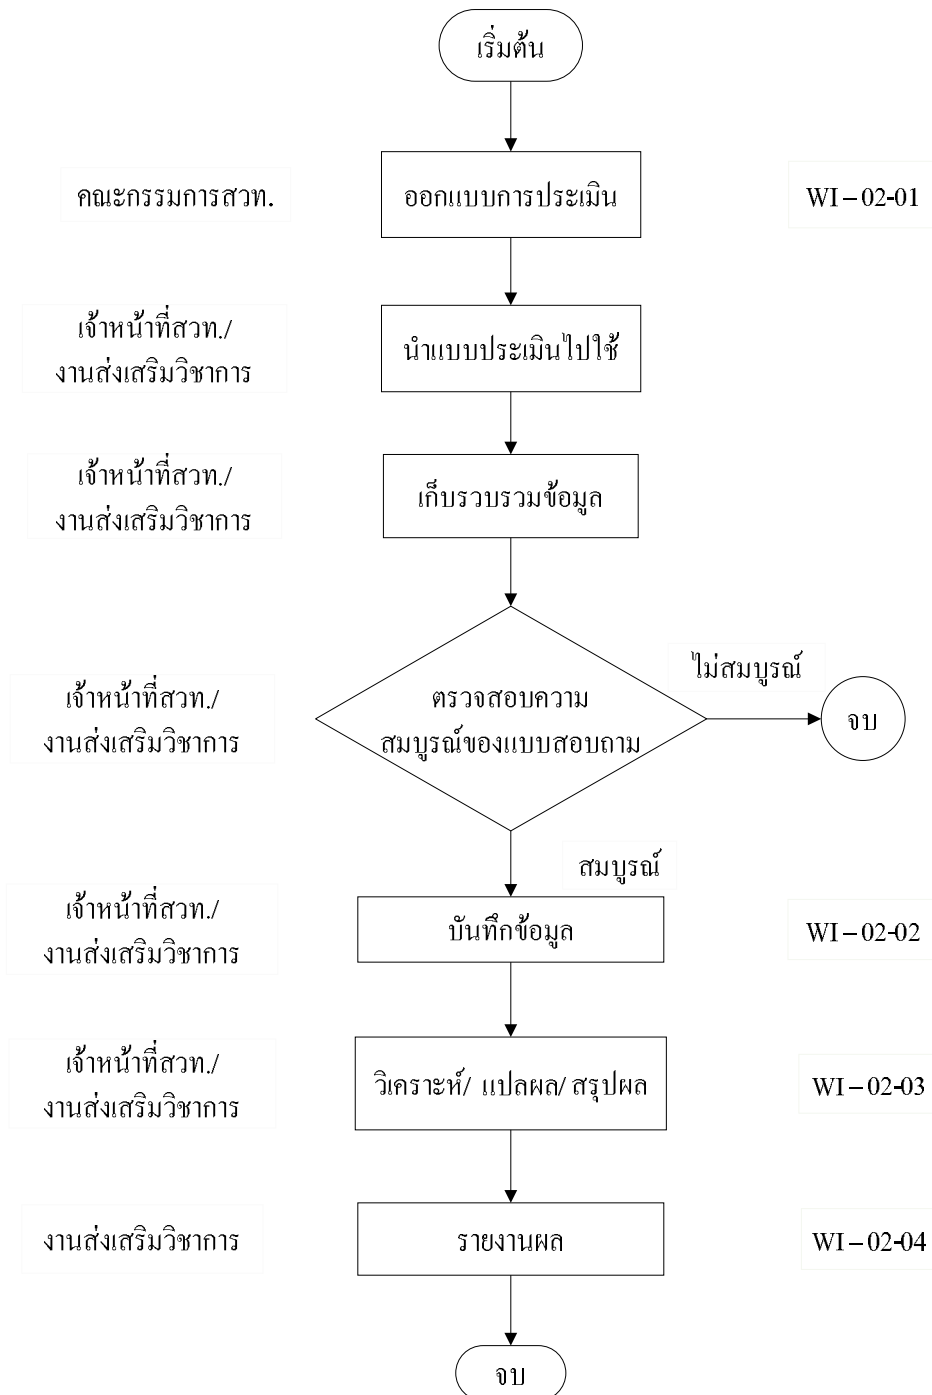 เริ่มต้น
คณะกรรมการสวท.
ออกแบบการประเมิน
WI – 02-01
เจ้าหน้าที่สวท./
งานส่งเสริมวิชาการ
นำแบบประเมินไปใช้
เจ้าหน้าที่สวท./
งานส่งเสริมวิชาการ
เก็บรวบรวมข้อมูล
เจ้าหน้าที่สวท./
งานส่งเสริมวิชาการ
ตรวจสอบความ
สมบูรณ์ของแบบสอบถาม
ไม่สมบูรณ์
จบ
สมบูรณ์
เจ้าหน้าที่สวท./
งานส่งเสริมวิชาการ
บันทึกข้อมูล
WI – 02-02
เจ้าหน้าที่สวท./
งานส่งเสริมวิชาการ
วิเคราะห์/ แปลผล/ สรุปผล
WI – 02-03
งานส่งเสริมวิชาการ
รายงานผล
WI – 02-04
จบ